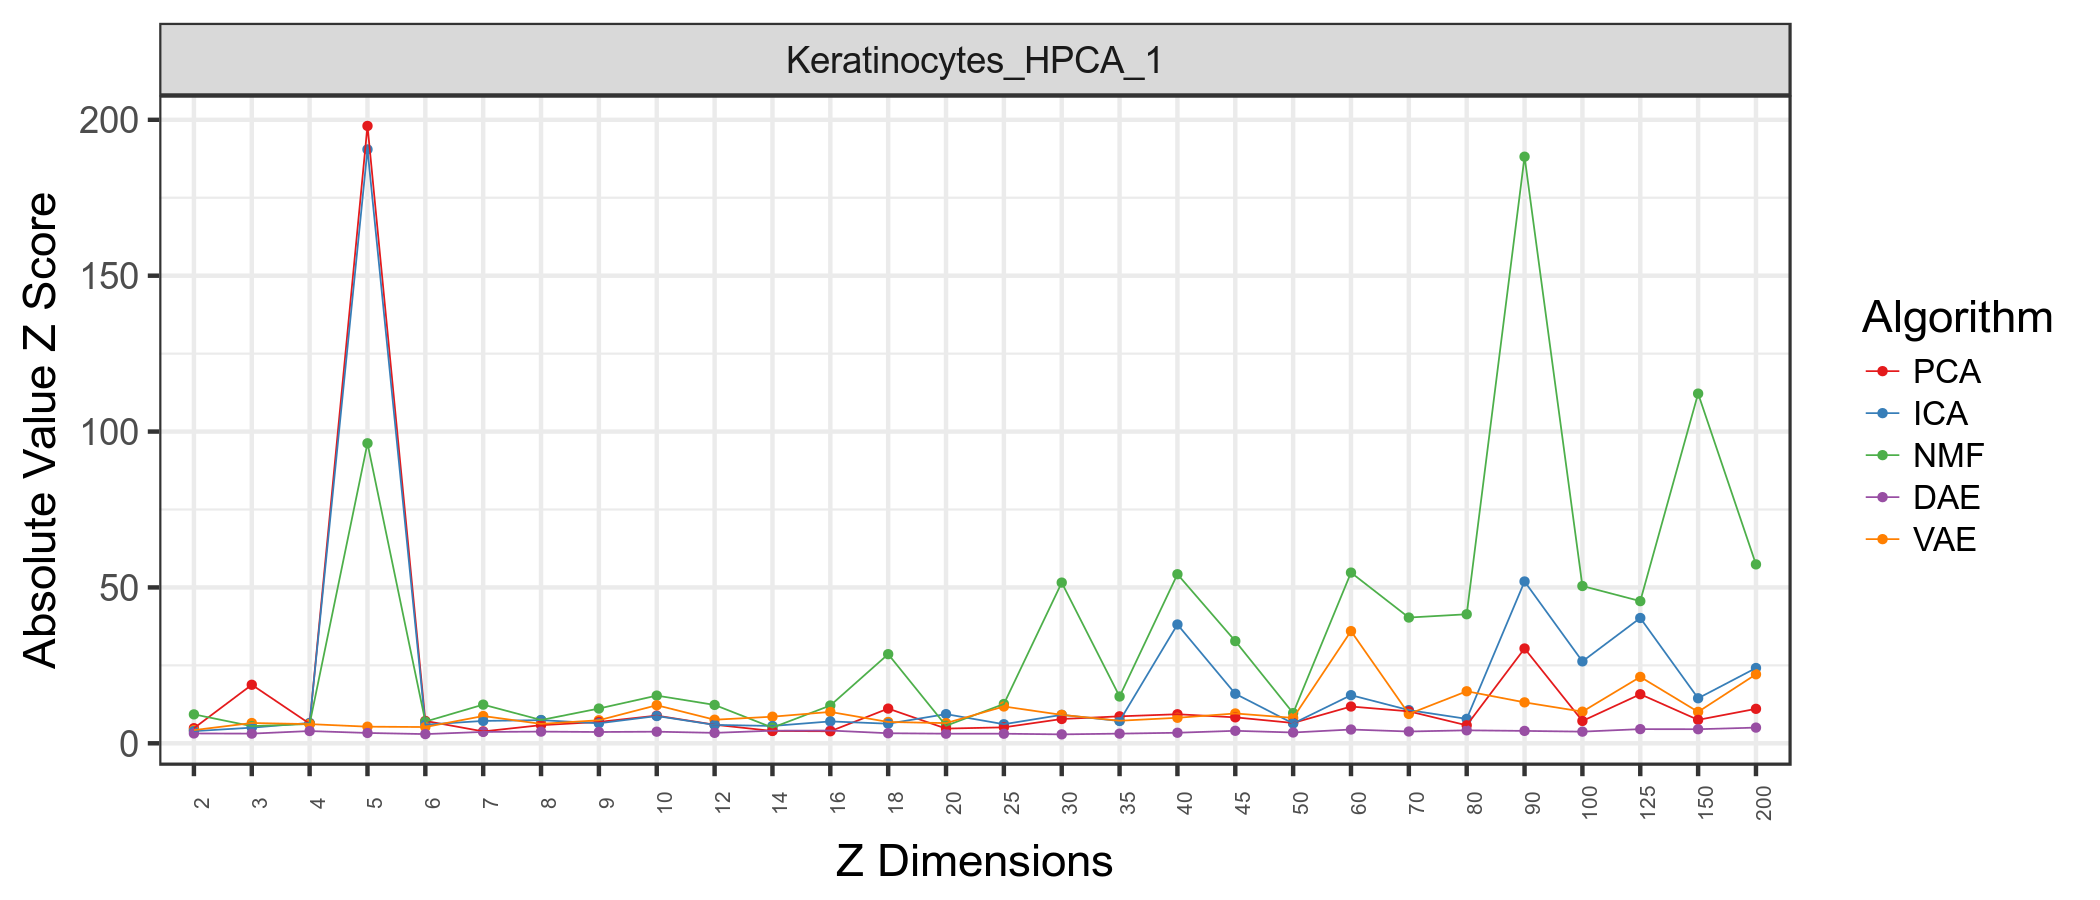 Keratinocytes_HPCA_1
200
150
100
50
0
Absolute Value Z Score
2 3 4 5 6 7 8 9 10 12 14 16 18 20 25 30 35 40 45 50 60 70 80 90 100 125 150 200
Z Dimensions
Algorithm
PCA
ICA
NMF
DAE
VAE